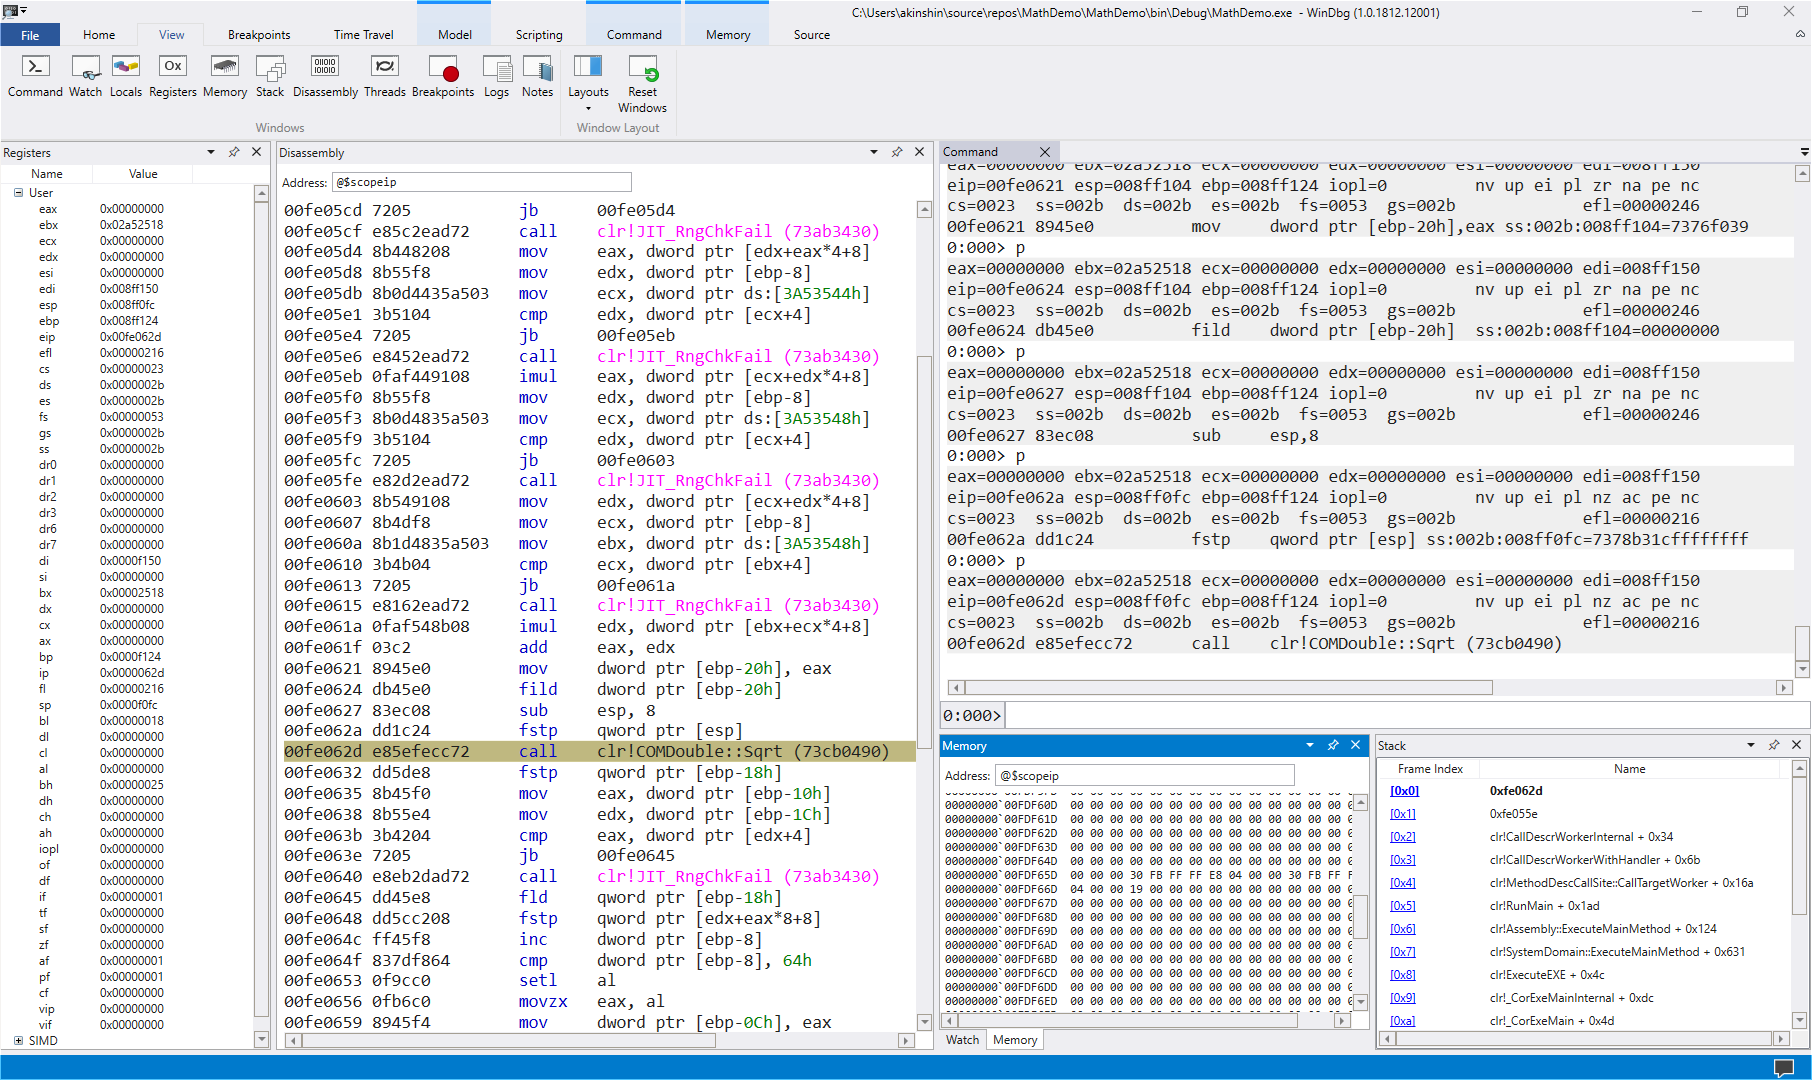 C:\Users\akinshin\source\repos\MathDemo\MathDemo\bin\Debug\MathDemo.exe - WinDbg (1.0.1812.12001)
File Home View Breakpoints Time Travel Model Scripting Command Memory Source
Command Watch Locals Registers Memory Stack Disassembly Threads Breakpoints Logs Notes Layouts Reset Windows
Windows Window Layout
Registers
Name Value
User
eax 0x00000000
ebx 0x02a52518
ecx 0x00000000
edx 0x00000000
esi 0x00000000
edi 0x008ff150
esp 0x008ff0fc
ebp 0x008ff124
eip 0x00fe062d
efl 0x00000216
cs 0x00000023
ds 0x0000002b
es 0x0000002b
fs 0x00000053
gs 0x0000002b
ss 0x0000002b
dr0 0x00000000
dr1 0x00000000
dr2 0x00000000
dr3 0x00000000
dr6 0x00000000
dr7 0x00000000
di 0x0000f150
si 0x00000000
bx 0x00002518
dx 0x00000000
cx 0x00000000
ax 0x00000000
bp 0x0000f124
ip 0x0000062d
fl 0x00000216
sp 0x0000f0fc
bl 0x00000018
dl 0x00000000
cl 0x00000000
al 0x00000000
bh 0x00000025
dh 0x00000000
ch 0x00000000
ah 0x00000000
iopl 0x00000000
of 0x00000000
df 0x00000000
if 0x00000001
tf 0x00000000
sf 0x00000000
zf 0x00000000
af 0x00000001
pf 0x00000001
cf 0x00000000
vip 0x00000000
vif 0x00000000
SIMD
Disassembly
Address: @$scopeip
00fe05cd 7205 jb 00fe05d4
00fe05cf e85c2ead72 call clr!JIT_RngChkFail (73ab3430)
00fe05d4 8b448208 mov eax, dword ptr [edx+eax*4+8]
00fe05d8 8b55f8 mov edx, dword ptr [ebp-8]
00fe05db 8b0d4435a503 mov ecx, dword ptr ds:[3A53544h]
00fe05e1 3b5104 cmp edx, dword ptr [ecx+4]
00fe05e4 7205 jb 00fe05eb
00fe05e6 e8452ead72 call clr!JIT_RngChkFail (73ab3430)
00fe05eb 0faf449108 imul eax, dword ptr [ecx+edx*4+8]
00fe05f0 8b55f8 mov edx, dword ptr [ebp-8]
00fe05f3 8b0d4835a503 mov ecx, dword ptr ds:[3A53548h]
00fe05f9 3b5104 cmp edx, dword ptr [ecx+4]
00fe05fc 7205 jb 00fe0603
00fe05fe e82d2ead72 call clr!JIT_RngChkFail (73ab3430)
00fe0603 8b549108 mov edx, dword ptr [ecx+edx*4+8]
00fe0607 8b4df8 mov ecx, dword ptr [ebp-8]
00fe060a 8b1d4835a503 mov ebx, dword ptr ds:[3A53548h]
00fe0610 3b4b04 cmp ecx, dword ptr [ebx+4]
00fe0613 7205 jb 00fe061a
00fe0615 e8162ead72 call clr!JIT_RngChkFail (73ab3430)
00fe061a 0faf548b08 imul edx, dword ptr [ebx+ecx*4+8]
00fe061f 03c2 add eax, edx
00fe0621 8945e0 mov dword ptr [ebp-20h], eax
00fe0624 db45e0 fild dword ptr [ebp-20h]
00fe0627 83ec08 sub esp, 8
00fe062a dd1c24 fstp qword ptr [esp]
00fe062d e85efecc72 call clr!COMDouble::Sqrt (73cb0490)
00fe0632 dd5de8 fstp qword ptr [ebp-18h]
00fe0635 8b45f0 mov eax, dword ptr [ebp-10h]
00fe0638 8b55e4 mov edx, dword ptr [ebp-1Ch]
00fe063b 3b4204 cmp eax, dword ptr [edx+4]
00fe063e 7205 jb 00fe0645
00fe0640 e8eb2dad72 call clr!JIT_RngChkFail (73ab3430)
00fe0645 dd45e8 fld qword ptr [ebp-18h]
00fe0648 dd5cc208 fstp qword ptr [edx+eax*8+8]
00fe064c ff45f8 inc dword ptr [ebp-8]
00fe064f 837df864 cmp dword ptr [ebp-8], 64h
00fe0653 0f9cc0 setl al
00fe0656 0fb6c0 movzx eax, al
00fe0659 8945f4 mov dword ptr [ebp-0Ch], eax
Command
eax=00000000 ebx=02a52518 ecx=00000000 edx=00000000 esi=00000000 edi=008ff150
eip=00fe0621 esp=008ff104 ebp=008ff124 iopl=0 nv up ei pl zr na pe nc
cs=0023 ss=002b ds=002b es=002b fs=0053 gs=002b efl=00000246
00fe0621 8945e0 mov dword ptr [ebp-20h],eax ss:002b:008ff104=7376f039
0:000> p
eax=00000000 ebx=02a52518 ecx=00000000 edx=00000000 esi=00000000 edi=008ff150
eip=00fe0624 esp=008ff104 ebp=008ff124 iopl=0 nv up ei pl zr na pe nc
cs=0023 ss=002b ds=002b es=002b fs=0053 gs=002b efl=00000246
00fe0624 db45e0 fild dword ptr [ebp-20h] ss:002b:008ff104=00000000
0:000> p
eax=00000000 ebx=02a52518 ecx=00000000 edx=00000000 esi=00000000 edi=008ff150
eip=00fe0627 esp=008ff104 ebp=008ff124 iopl=0 nv up ei pl zr na pe nc
cs=0023 ss=002b ds=002b es=002b fs=0053 gs=002b efl=00000246
00fe0627 83ec08 sub esp,8
0:000> p
eax=00000000 ebx=02a52518 ecx=00000000 edx=00000000 esi=00000000 edi=008ff150
eip=00fe062a esp=008ff0fc ebp=008ff124 iopl=0 nv up ei pl nz ac pe nc
cs=0023 ss=002b ds=002b es=002b fs=0053 gs=002b efl=00000216
00fe062a dd1c24 fstp qword ptr [esp] ss:002b:008ff0fc=7378b31cffffffff
0:000> p
eax=00000000 ebx=02a52518 ecx=00000000 edx=00000000 esi=00000000 edi=008ff150
eip=00fe062d esp=008ff0fc ebp=008ff124 iopl=0 nv up ei pl nz ac pe nc
cs=0023 ss=002b ds=002b es=002b fs=0053 gs=002b efl=00000216
00fe062d e85efecc72 call clr!COMDouble::Sqrt (73cb0490)
0:000>
Memory
Address: @$scopeip
00000000`00FDF60D 00 00 00 00 00 00 00 00 00 00 00 00 00 00
00000000`00FDF61D 00 00 00 00 00 00 00 00 00 00 00 00 00 00
00000000`00FDF62D 00 00 00 00 00 00 00 00 00 00 00 00 00 00
00000000`00FDF63D 00 00 00 00 00 00 00 00 00 00 00 00 00 00
00000000`00FDF64D 00 00 00 00 00 00 00 00 00 00 00 00 00 00
00000000`00FDF65D 00 00 00 30 FB FF FF E8 04 00 00 30 FB FF
00000000`00FDF66D 04 00 00 19 00 00 00 00 00 00 00 00 00 00
00000000`00FDF67D 00 00 00 00 00 00 00 00 00 00 00 00 00 00
00000000`00FDF68D 00 00 00 00 00 00 00 00 00 00 00 00 00 00
00000000`00FDF69D 00 00 00 00 00 00 00 00 00 00 00 00 00 00
00000000`00FDF6AD 00 00 00 00 00 00 00 00 00 00 00 00 00 00
00000000`00FDF6BD 00 00 00 00 00 00 00 00 00 00 00 00 00 00
00000000`00FDF6CD 00 00 00 00 00 00 00 00 00 00 00 00 00 00
00000000`00FDF6DD 00 00 00 00 00 00 00 00 00 00 00 00 00 00
00000000`00FDF6ED 00 00 00 00 00 00 00 00 00 00 00 00 00 00
Watch Memory
Stack
Frame Index Name
[0x0] 0xfe062d
[0x1] 0xfe055e
[0x2] clr!CallDescrWorkerInternal + 0x34
[0x3] clr!CallDescrWorkerWithHandler + 0x6b
[0x4] clr!MethodDescCallSite::CallTargetWorker + 0x16a
[0x5] clr!RunMain + 0x1ad
[0x6] clr!Assembly::ExecuteMainMethod + 0x124
[0x7] clr!SystemDomain::ExecuteMainMethod + 0x631
[0x8] clr!ExecuteEXE + 0x4c
[0x9] clr!_CorExeMainInternal + 0xdc
[0xa] clr!_CorExeMain + 0x4d